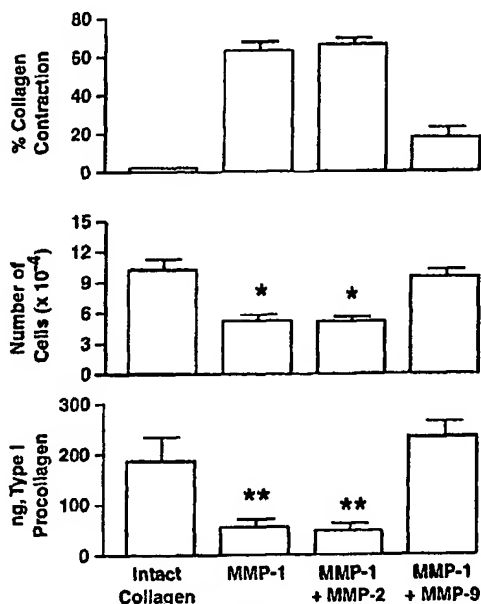 % Collagen
Contraction
80
60
40
20
0
Number of
Cells (x 10⁻⁴)
15
12
9
6
3
0
*
*
ng, Type I
Procollagen
300
200
100
0
**
**
Intact
Collagen
MMP-1
MMP-1
+ MMP-2
MMP-1
+ MMP-9